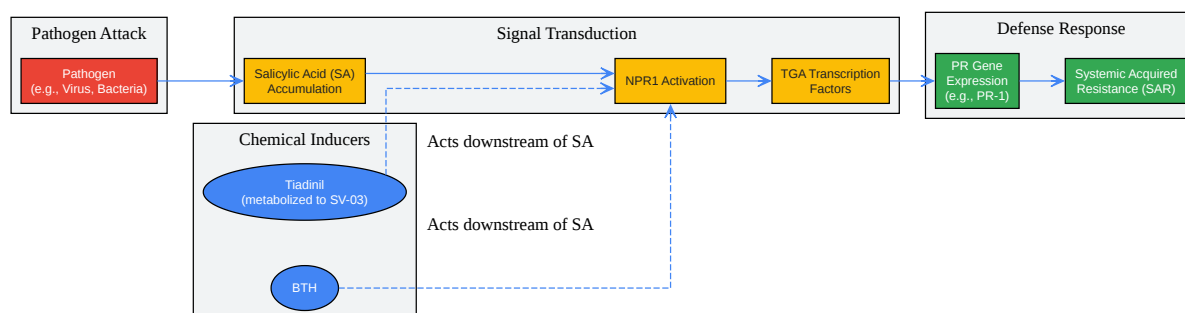 Pathogen Attack
Pathogen
(e.g., Virus, Bacteria)
Signal Transduction
Salicylic Acid (SA)
Accumulation
NPR1 Activation
TGA Transcription
Factors
Defense Response
PR Gene
Expression
(e.g., PR-1)
Systemic Acquired
Resistance (SAR)
Chemical Inducers
Tiadinil
(metabolized to SV-03)
BTH
Acts downstream of SA
Acts downstream of SA